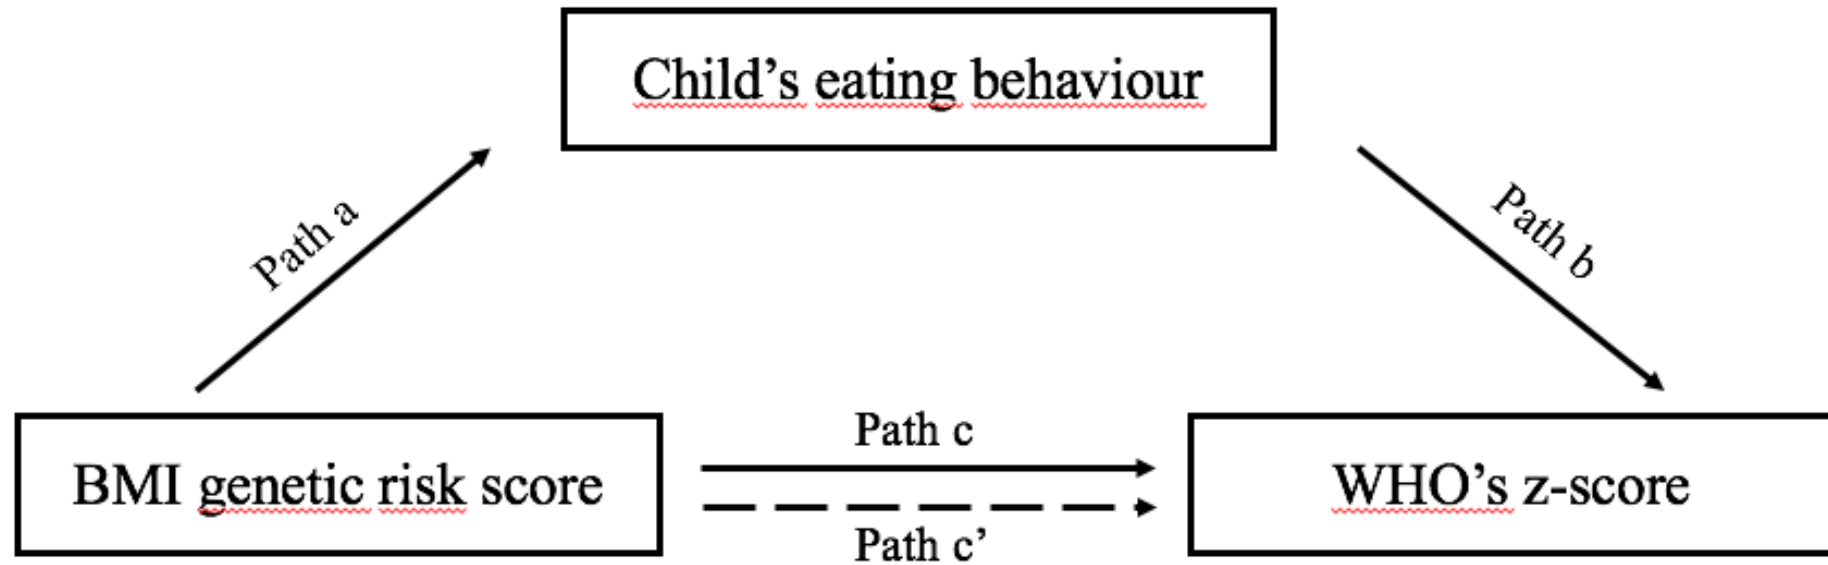 Child’s eating behaviour
Path a
Path b
Path c
BMI genetic risk score
WHO’s z-score
Path c’